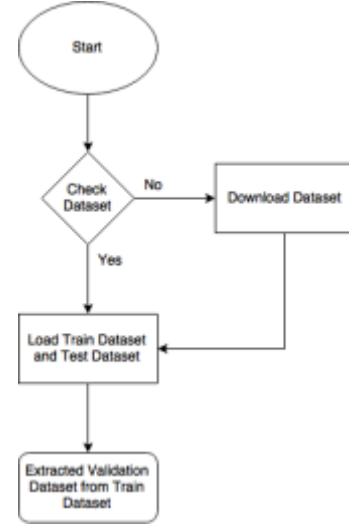 Start
Check
Dataset
No
Download Dataset
Yes
Load Train Dataset
and Test Dataset
Extracted Validation
Dataset from Train
Dataset